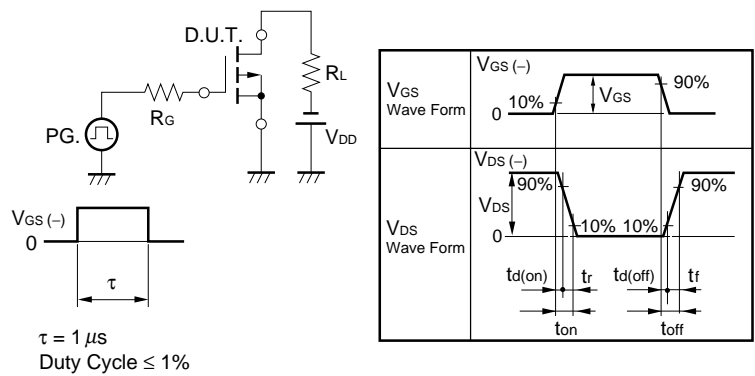 D.U.T.
RL
RG
PG.
VDD
VGS (−)
0
τ
τ = 1 μs
Duty Cycle ≤ 1%
VGS
Wave Form
VGS (−)
10%
0
VGS
90%
VDS
Wave Form
VDS (−)
90%
VDS
0
10%
10%
90%
td(on)
tr
td(off)
tf
ton
toff